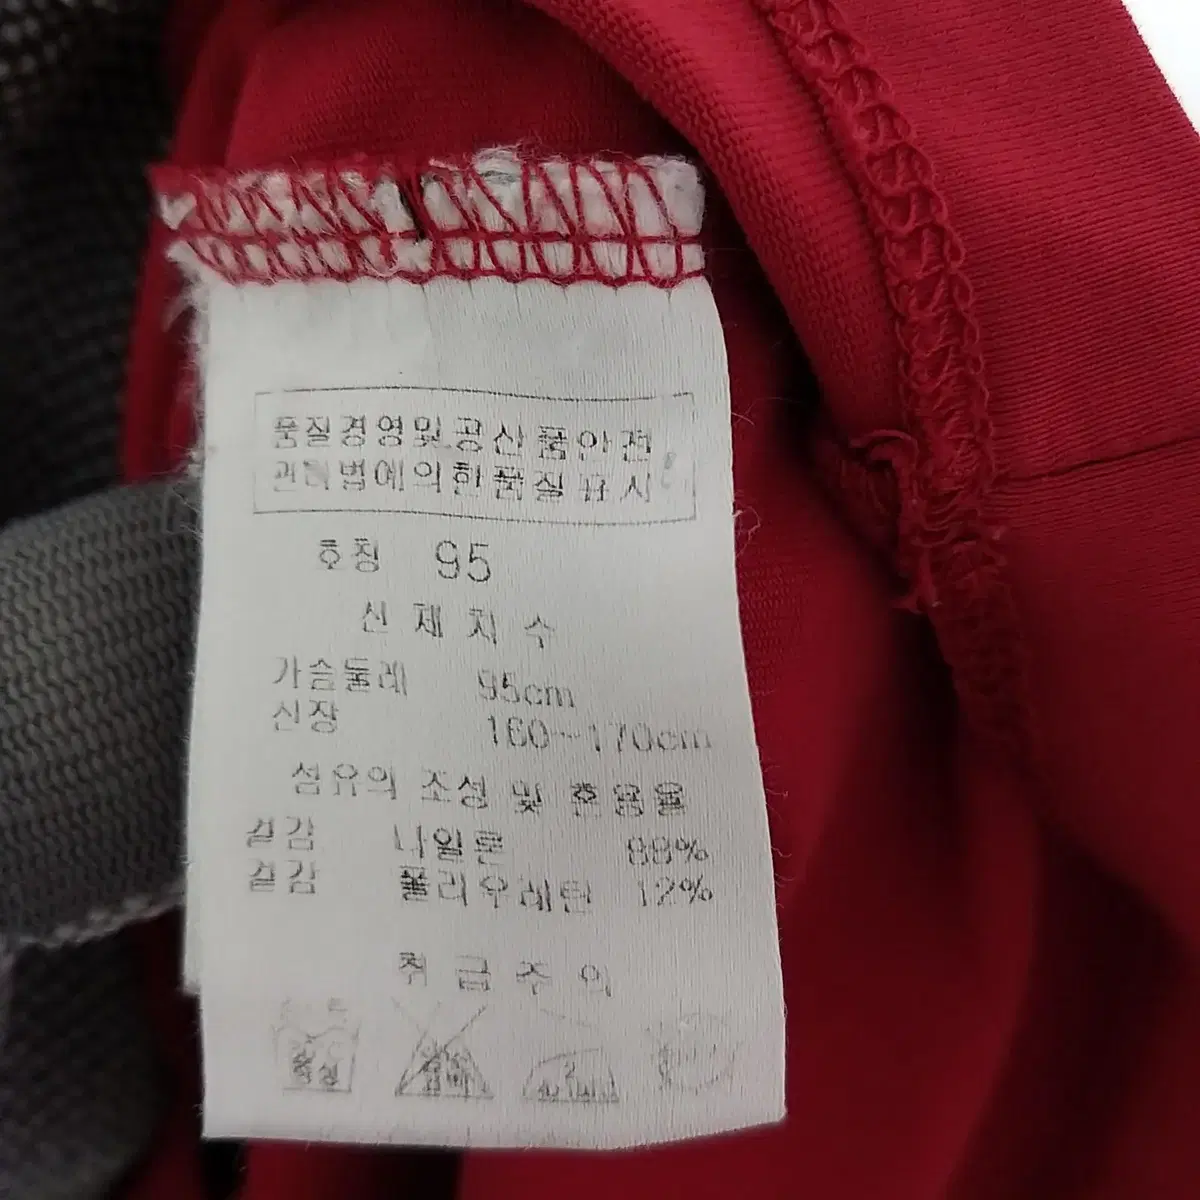 품질경영및공산품안전
관리법에의한품질표시
호칭 95
신체치수
가슴둘레 95cm
신장 160~170cm
섬유의 조성 및 혼용율
겉감 나일론 88%
겉감 폴리우레탄 12%
취급주의
중성